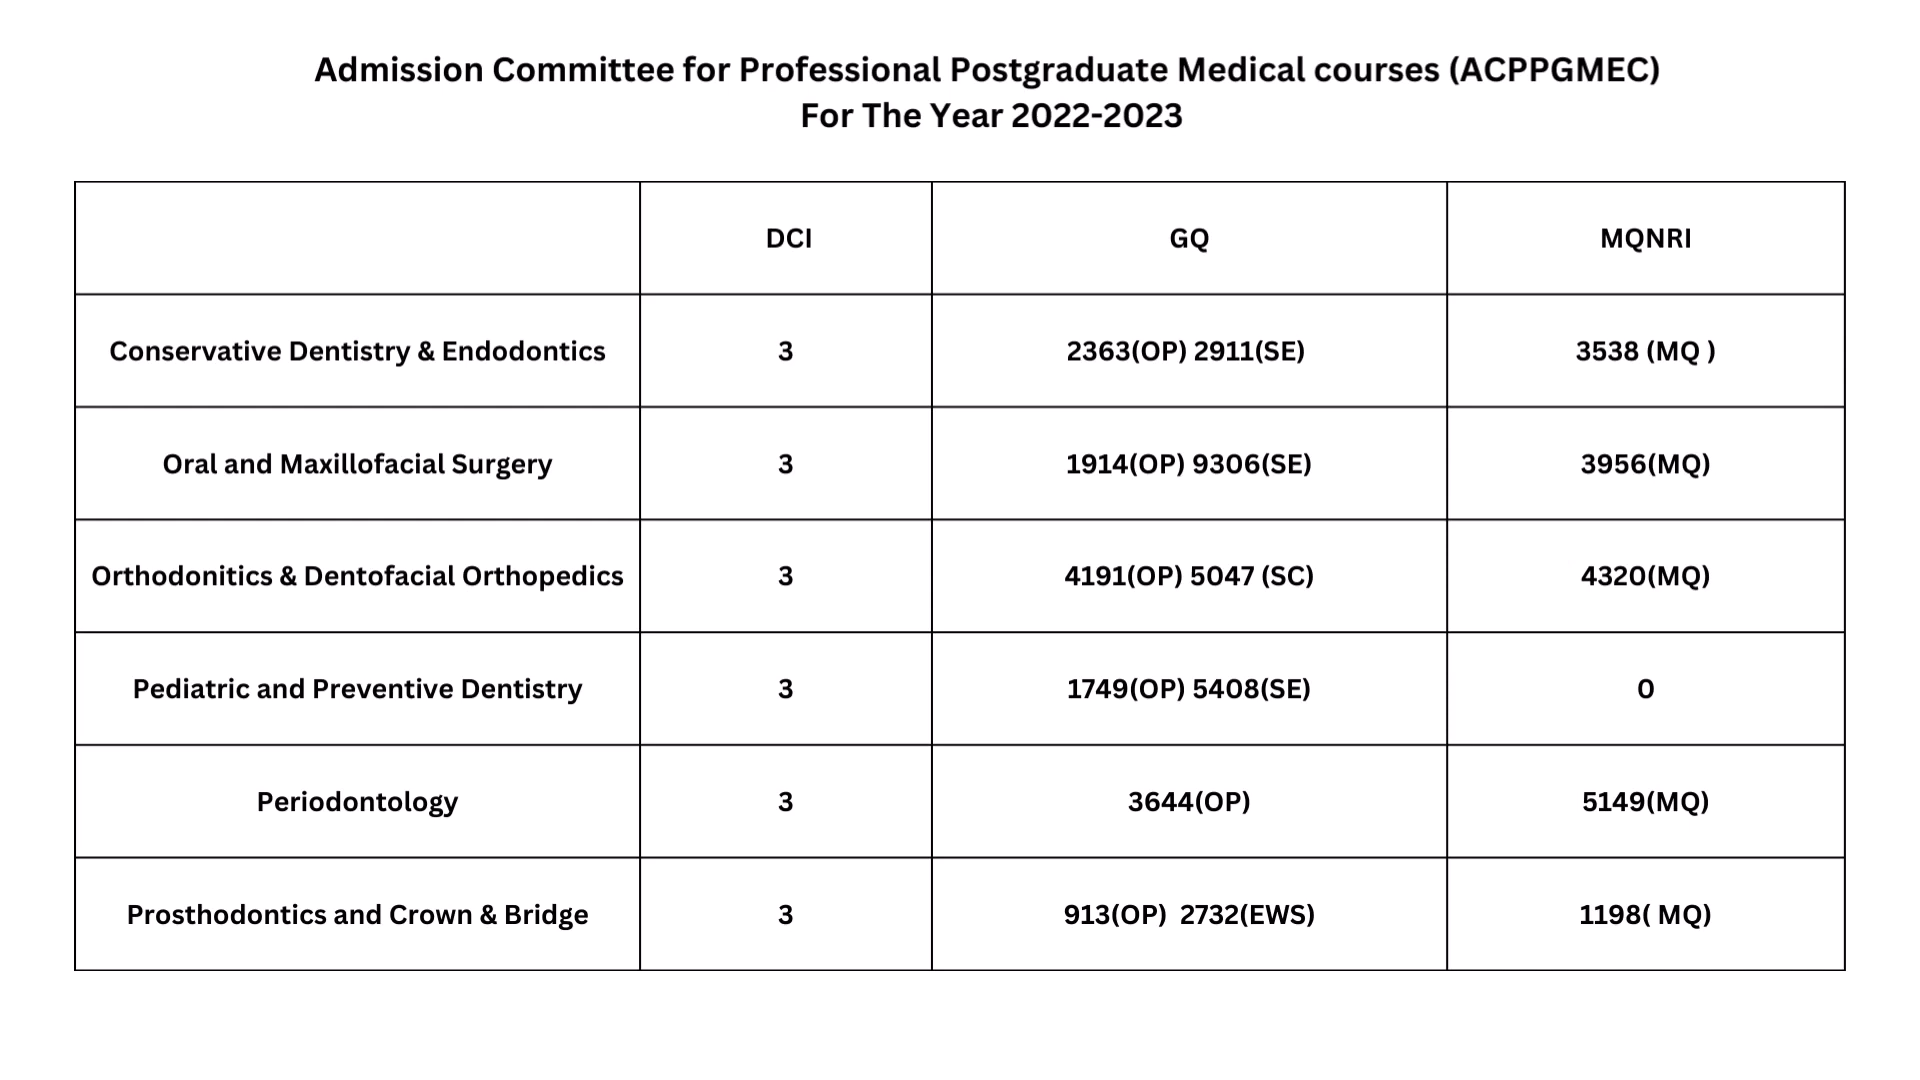 Admission Committee for Professional Postgraduate Medical courses (ACPPGMEC)
For The Year 2022-2023
DCI GQ MQNRI
Conservative Dentistry & Endodontics 3 2363(OP) 2911(SE) 3538 (MQ )
Oral and Maxillofacial Surgery 3 1914(OP) 9306(SE) 3956(MQ)
Orthodonitics & Dentofacial Orthopedics 3 4191(OP) 5047 (SC) 4320(MQ)
Pediatric and Preventive Dentistry 3 1749(OP) 5408(SE) 0
Periodontology 3 3644(OP) 5149(MQ)
Prosthodontics and Crown & Bridge 3 913(OP)  2732(EWS) 1198( MQ)